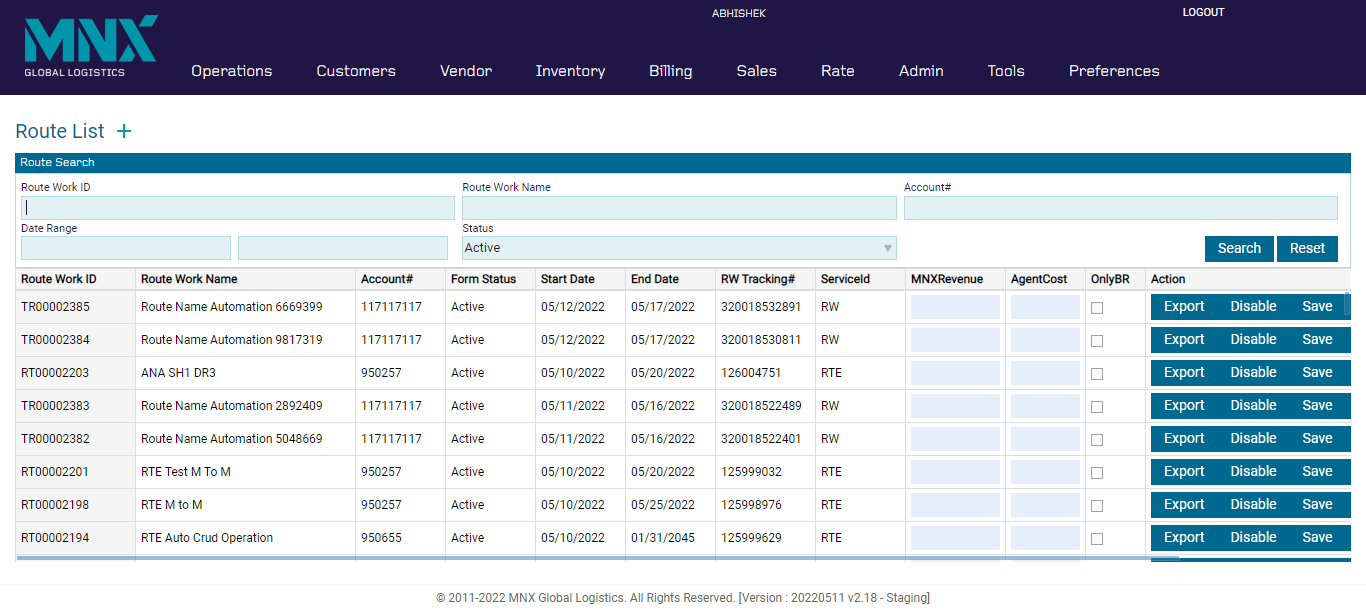 ABHISHEK LOGOUT
MNX
GLOBAL LOGISTICS
Operations Customers Vendor Inventory Billing Sales Rate Admin Tools Preferences
Route List +
Route Search
Route Work ID Route Work Name Account#
Date Range Status
Active Search Reset
Route Work ID Route Work Name Account# Form Status Start Date End Date RW Tracking# ServiceId MNXRevenue AgentCost OnlyBR Action
TR00002385 Route Name Automation 6669399 117117117 Active 05/12/2022 05/17/2022 320018532891 RW Export Disable Save
TR00002384 Route Name Automation 9817319 117117117 Active 05/12/2022 05/17/2022 320018530811 RW Export Disable Save
RT00002203 ANA SH1 DR3 950257 Active 05/10/2022 05/20/2022 126004751 RTE Export Disable Save
TR00002383 Route Name Automation 2892409 117117117 Active 05/11/2022 05/16/2022 320018522489 RW Export Disable Save
TR00002382 Route Name Automation 5048669 117117117 Active 05/11/2022 05/16/2022 320018522401 RW Export Disable Save
RT00002201 RTE Test M To M 950257 Active 05/10/2022 05/20/2022 125999032 RTE Export Disable Save
RT00002198 RTE M to M 950257 Active 05/10/2022 05/25/2022 125998976 RTE Export Disable Save
RT00002194 RTE Auto Crud Operation 950655 Active 05/10/2022 01/31/2045 125999629 RTE Export Disable Save
© 2011-2022 MNX Global Logistics. All Rights Reserved. [Version : 20220511 v2.18 - Staging]